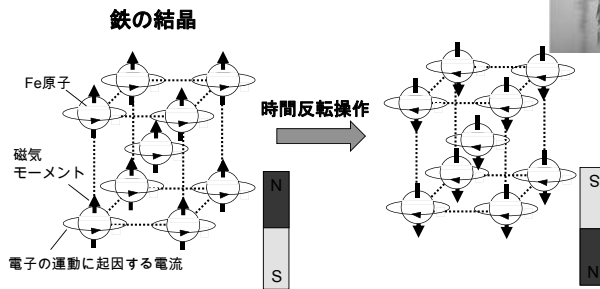 鉄の結晶
Fe原子
時間反転操作
磁気
モーメント
N
S
電子の運動に起因する電流
S
N